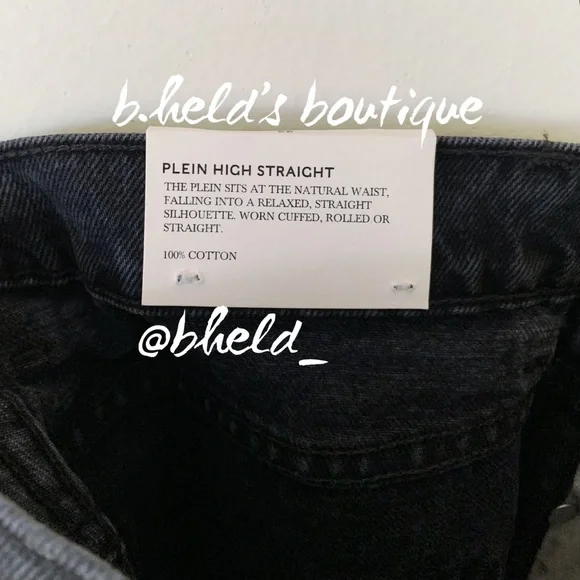 b.held's boutique
PLEIN HIGH STRAIGHT
THE PLEIN SITS AT THE NATURAL WAIST,
FALLING INTO A RELAXED, STRAIGHT
SILHOUETTE. WORN CUFFED, ROLLED OR
STRAIGHT.
100% COTTON
@bheld_